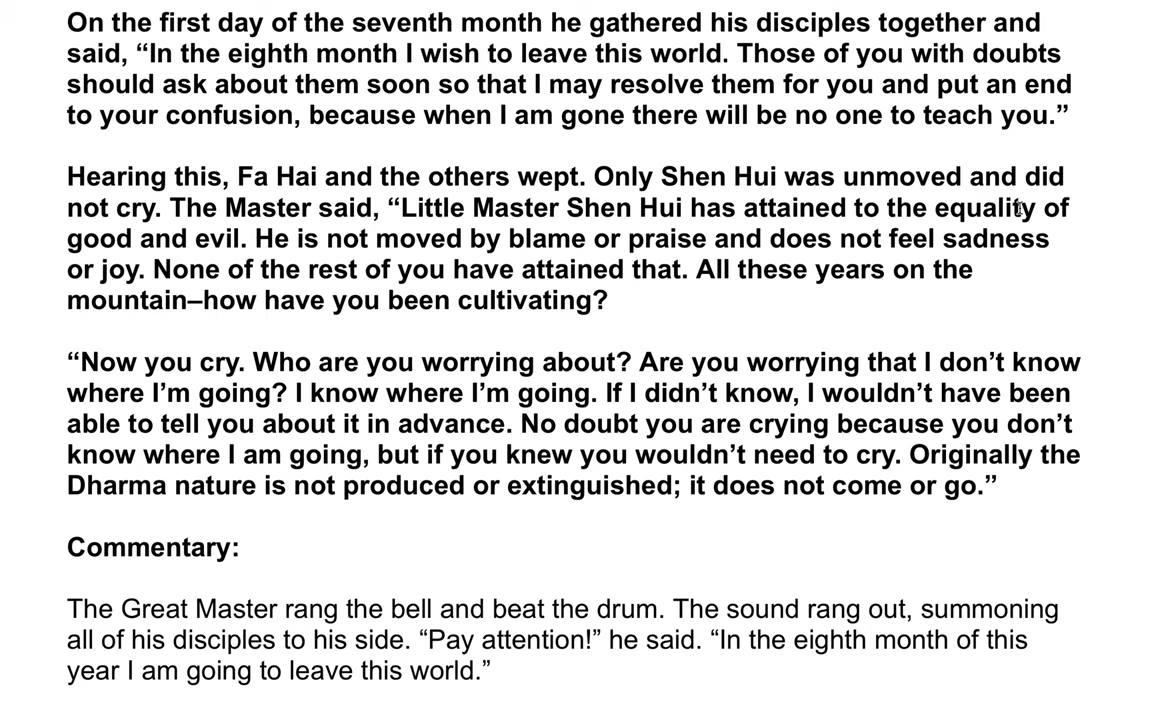 On the first day of the seventh month he gathered his disciples together and
said, “In the eighth month I wish to leave this world. Those of you with doubts
should ask about them soon so that I may resolve them for you and put an end
to your confusion, because when I am gone there will be no one to teach you.”
Hearing this, Fa Hai and the others wept. Only Shen Hui was unmoved and did
not cry. The Master said, “Little Master Shen Hui has attained to the equality of
good and evil. He is not moved by blame or praise and does not feel sadness
or joy. None of the rest of you have attained that. All these years on the
mountain–how have you been cultivating?
“Now you cry. Who are you worrying about? Are you worrying that I don’t know
where I’m going? I know where I’m going. If I didn’t know, I wouldn’t have been
able to tell you about it in advance. No doubt you are crying because you don’t
know where I am going, but if you knew you wouldn’t need to cry. Originally the
Dharma nature is not produced or extinguished; it does not come or go.”
Commentary:
The Great Master rang the bell and beat the drum. The sound rang out, summoning
all of his disciples to his side. “Pay attention!” he said. “In the eighth month of this
year I am going to leave this world.”